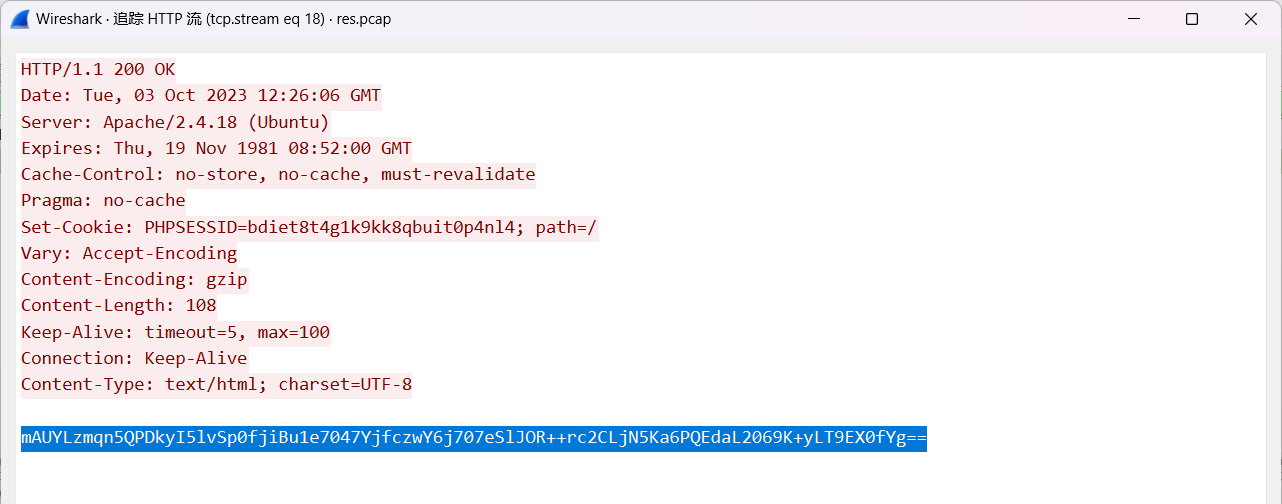 Wireshark · 追踪 HTTP 流 (tcp.stream eq 18) · res.pcap
HTTP/1.1 200 OK
Date: Tue, 03 Oct 2023 12:26:06 GMT
Server: Apache/2.4.18 (Ubuntu)
Expires: Thu, 19 Nov 1981 08:52:00 GMT
Cache-Control: no-store, no-cache, must-revalidate
Pragma: no-cache
Set-Cookie: PHPSESSID=bdiet8t4g1k9kk8qbuit0p4nl4; path=/
Vary: Accept-Encoding
Content-Encoding: gzip
Content-Length: 108
Keep-Alive: timeout=5, max=100
Connection: Keep-Alive
Content-Type: text/html; charset=UTF-8
mAUYLzmqn5QPDkyI5lvSp0fjiBu1e7047YjfczwY6j707eSlJOR++rc2CLjN5Ka6PQEdaL2069K+yLT9EX0fYg==